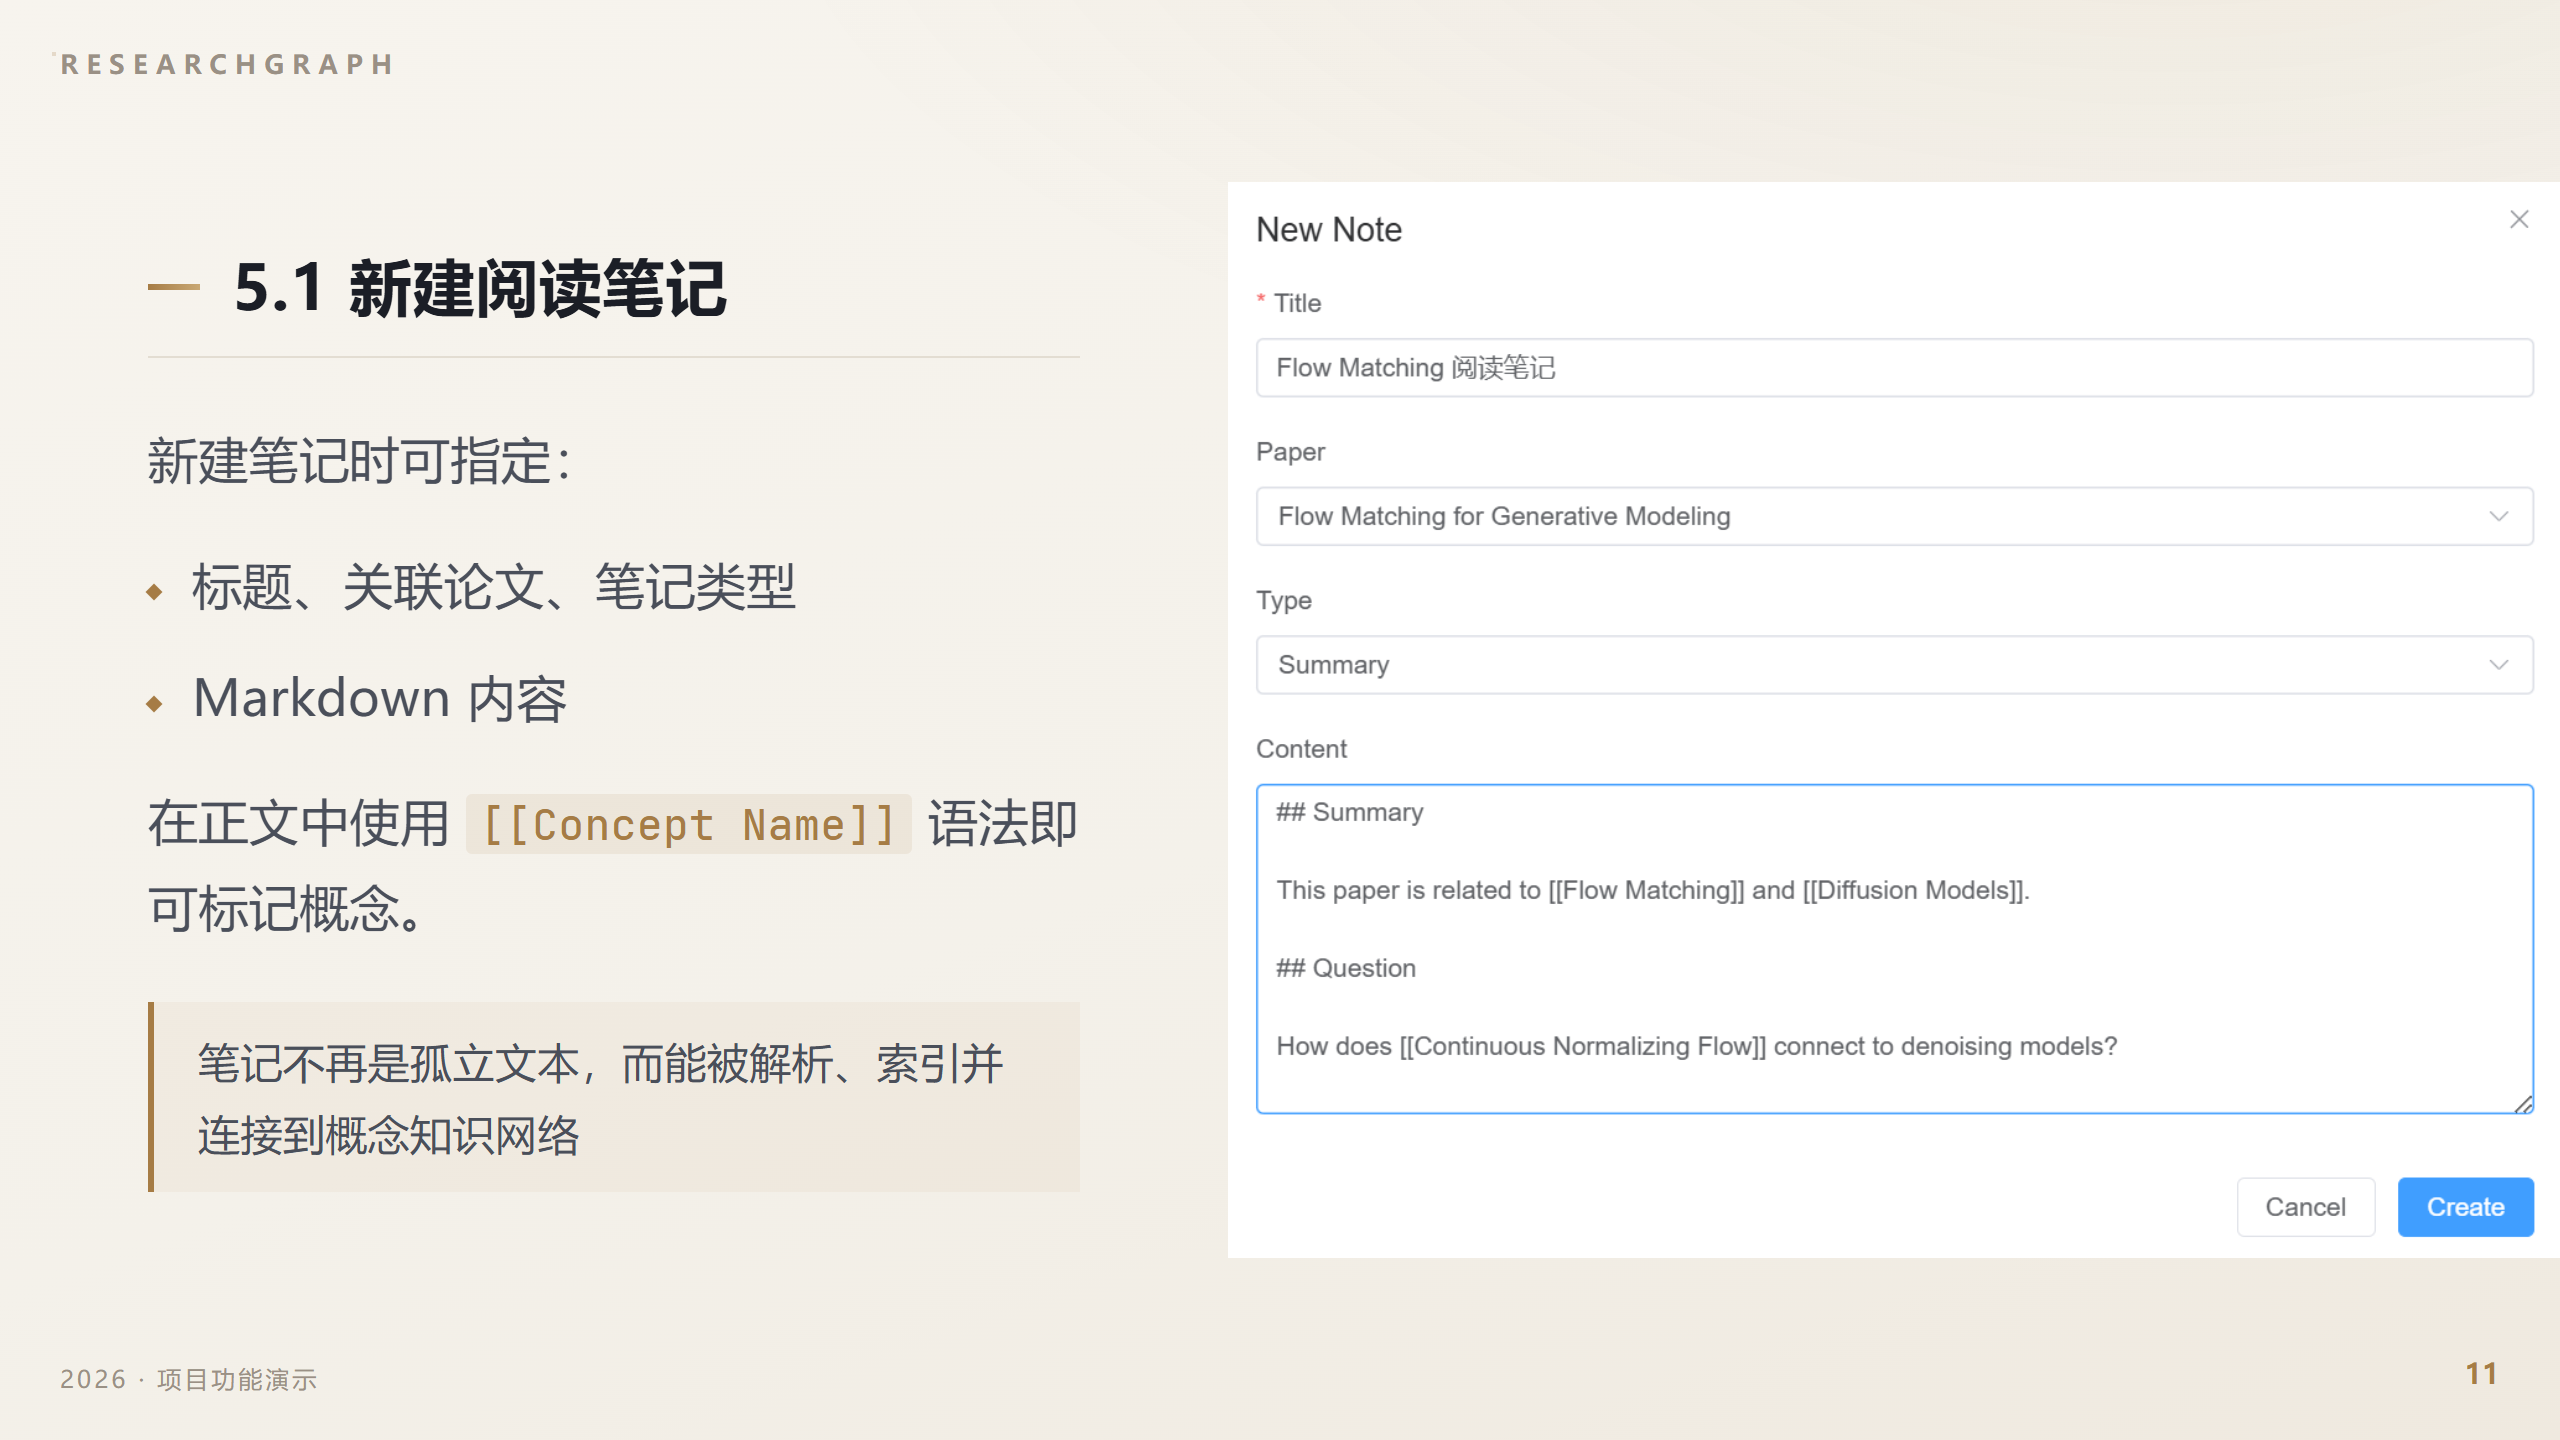 RESEARCHGRAPH
5.1 新建阅读笔记
新建笔记时可指定：
标题、关联论文、笔记类型
Markdown 内容
在正文中使用 [[Concept Name]] 语法即
可标记概念。
笔记不再是孤立文本，而能被解析、索引并
连接到概念知识网络
New Note
* Title
Flow Matching 阅读笔记
Paper
Flow Matching for Generative Modeling
Type
Summary
Content
## Summary
This paper is related to [[Flow Matching]] and [[Diffusion Models]].
## Question
How does [[Continuous Normalizing Flow]] connect to denoising models?
Cancel
Create
2026 · 项目功能演示
11